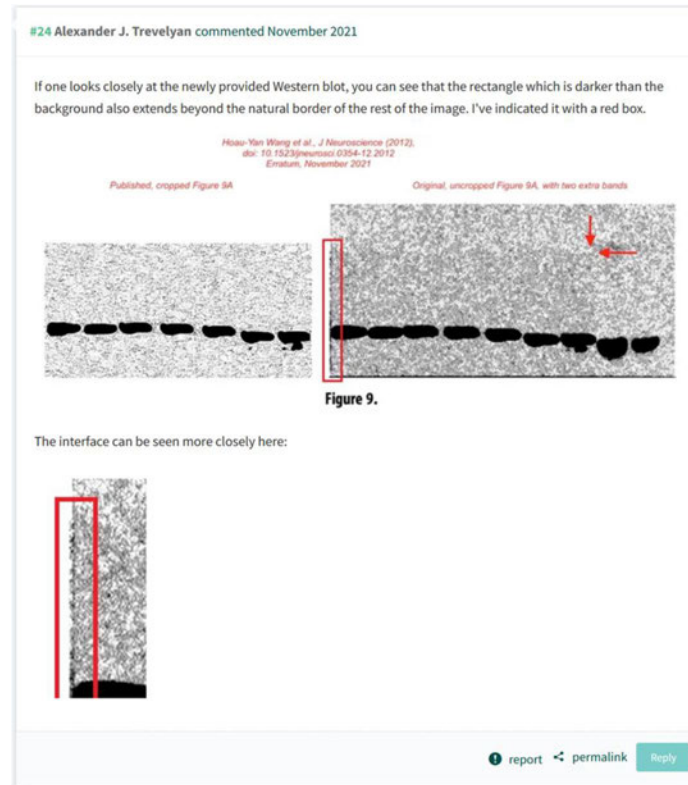 #24 Alexander J. Trevelyan commented November 2021
If one looks closely at the newly provided Western blot, you can see that the rectangle which is darker than the
background also extends beyond the natural border of the rest of the image. I've indicated it with a red box.
Hoau-Yan Wang et al., J Neuroscience (2012),
doi: 10.1523/jneurosci.0354-12.2012
Erratum, November 2021
Published, cropped Figure 9A
Original, uncropped Figure 9A, with two extra bands
Figure 9.
The interface can be seen more closely here:
report permalink Reply